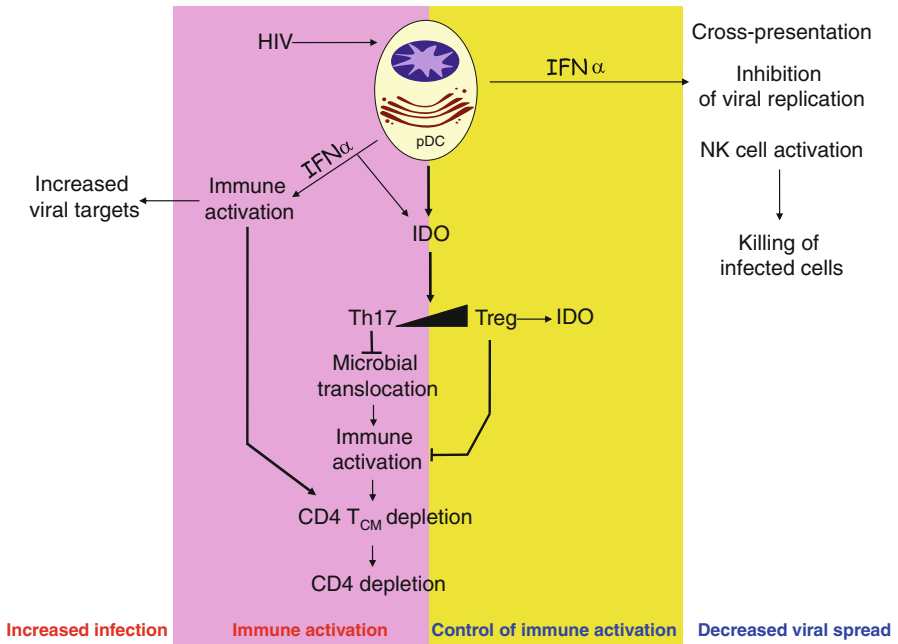 HIV
pDC
IFN α
Cross-presentation
Inhibition
of viral replication
NK cell activation
Killing of
infected cells
IFNα
Increased
viral targets
Immune
activation
IDO
Th17
Treg
IDO
Microbial
translocation
Immune
activation
CD4 TCM depletion
CD4 depletion
Increased infection
Immune activation
Control of immune activation
Decreased viral spread